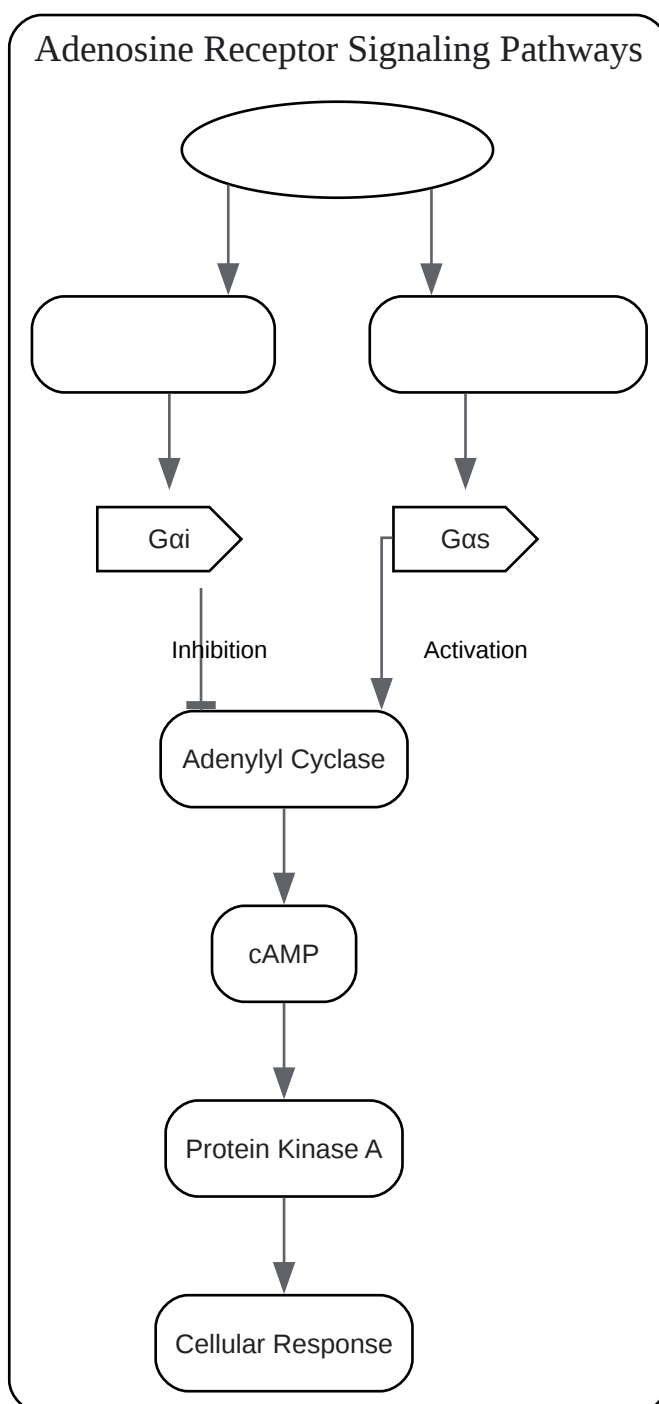 Adenosine Receptor Signaling Pathways
Gαi
Gαs
Inhibition
Activation
Adenylyl Cyclase
cAMP
Protein Kinase A
Cellular Response